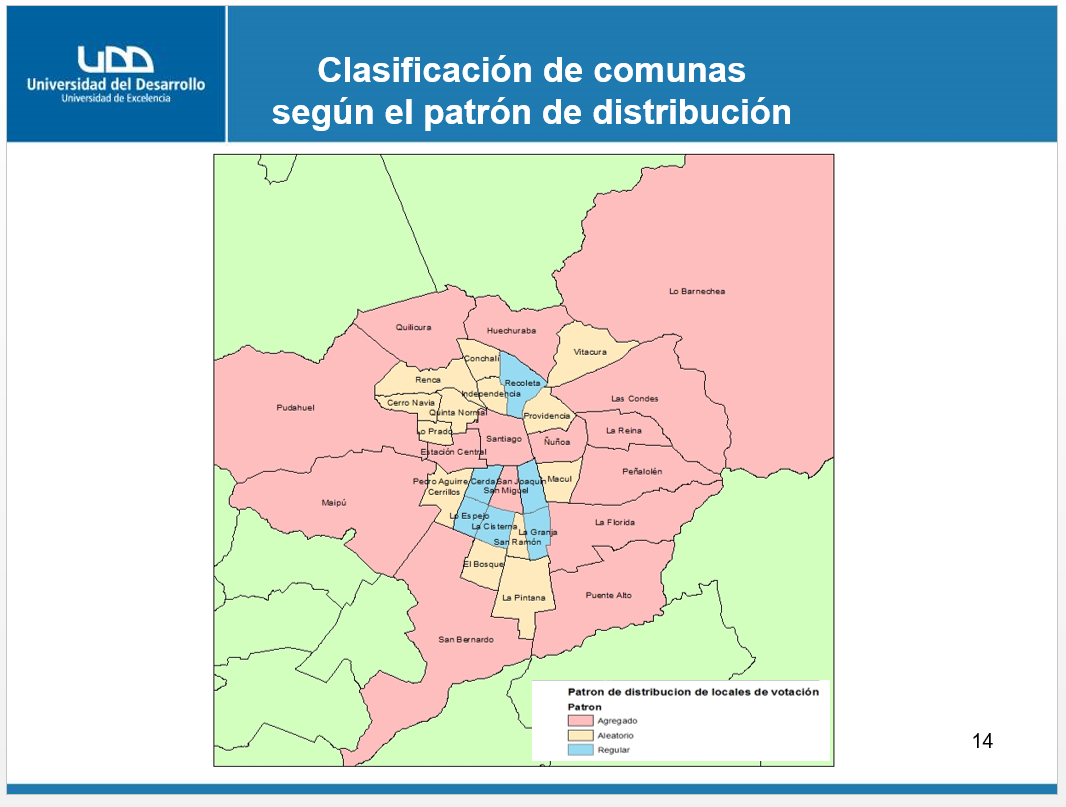 UDD
Universidad del Desarrollo
Universidad de Excelencia
Clasificación de comunas
según el patrón de distribución
Lo Barnechea
Quilicura
Huechuraba
Vitacura
Conchalí
Renca
Recoleta
Independencia
Las Condes
Cerro Navia
Pudahuel
Quinta Normal
Providencia
Lo Prado
La Reina
Santiago
Ñuñoa
Estación Central
Peñalolén
Pedro Aguirre Cerda
San Joaquin
Macul
Cerrillos
San Miguel
Maipú
Lo Espejo
La Florida
La Cisterna
La Granja
San Ramón
El Bosque
La Pintana
Puente Alto
San Bernardo
Patron de distribucion de locales de votación
Patron
Agregado
Aleatorio
Regular
14